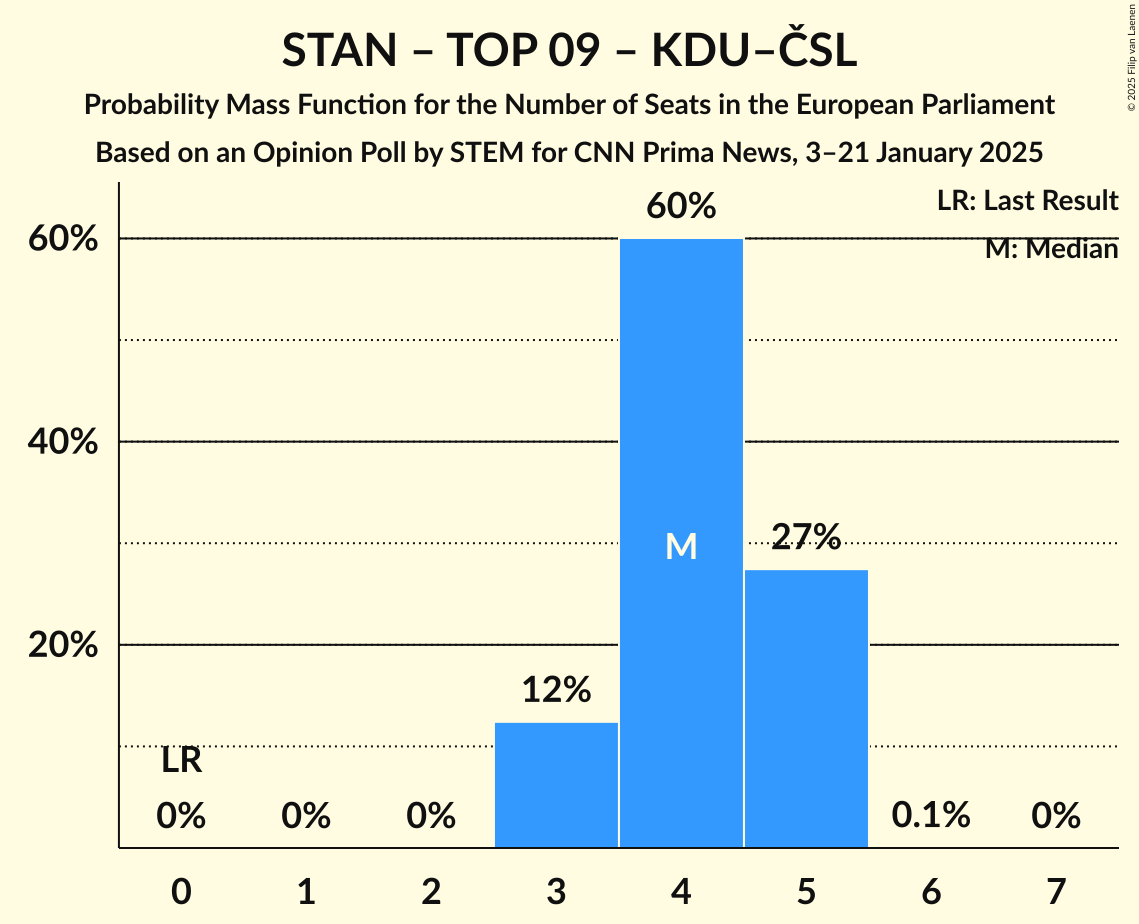 STAN – TOP 09 – KDU–ČSL
Probability Mass Function for the Number of Seats in the European Parliament
Based on an Opinion Poll by STEM for CNN Prima News, 3–21 January 2025
© 2025 Filip van Laenen
LR: Last Result
M: Median
60%
40%
20%
LR
0%
0%
0%
12%
60%
M
27%
0.1%
0%
0 1 2 3 4 5 6 7